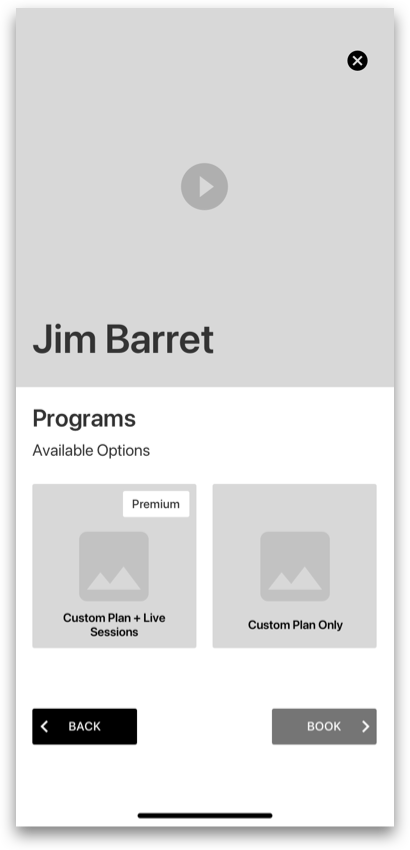 Jim Barret
Programs
Available Options
Premium
Custom Plan + Live
Sessions
Custom Plan Only
BACK
BOOK